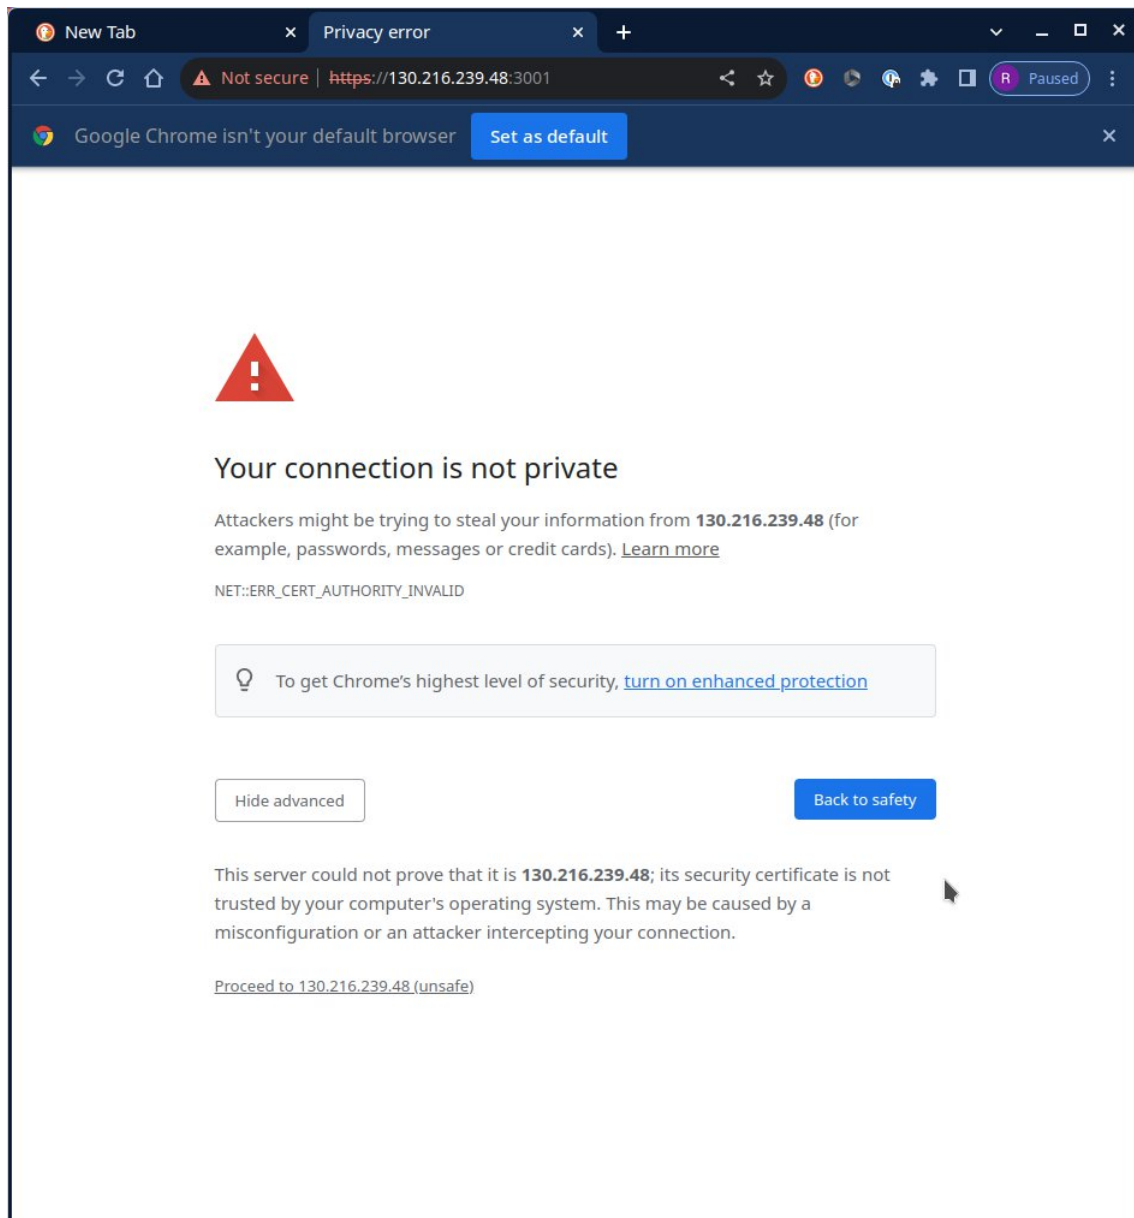 New Tab
Privacy error
Not secure | https://130.216.239.48:3001
R Paused
Google Chrome isn't your default browser Set as default
Your connection is not private
Attackers might be trying to steal your information from 130.216.239.48 (for
example, passwords, messages or credit cards). Learn more
NET::ERR_CERT_AUTHORITY_INVALID
To get Chrome’s highest level of security, turn on enhanced protection
Hide advanced
Back to safety
This server could not prove that it is 130.216.239.48; its security certificate is not
trusted by your computer's operating system. This may be caused by a
misconfiguration or an attacker intercepting your connection.
Proceed to 130.216.239.48 (unsafe)